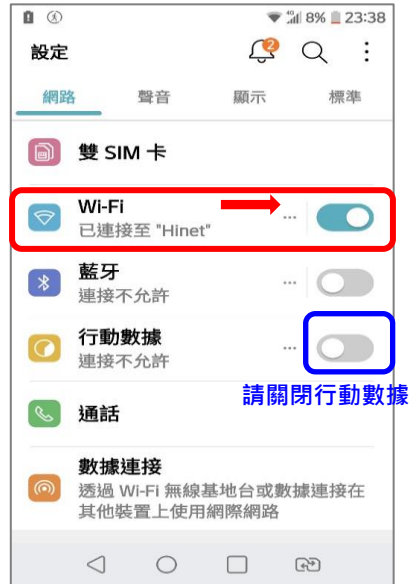 4G 8% 23:38
設定
2
網路 聲音 顯示 標準
雙 SIM 卡
Wi-Fi
已連接至 "Hinet"
藍牙
連接不允許
行動數據
連接不允許
請關閉行動數據
通話
數據連接
透過 Wi-Fi 無線基地台或數據連接在
其他裝置上使用網際網路